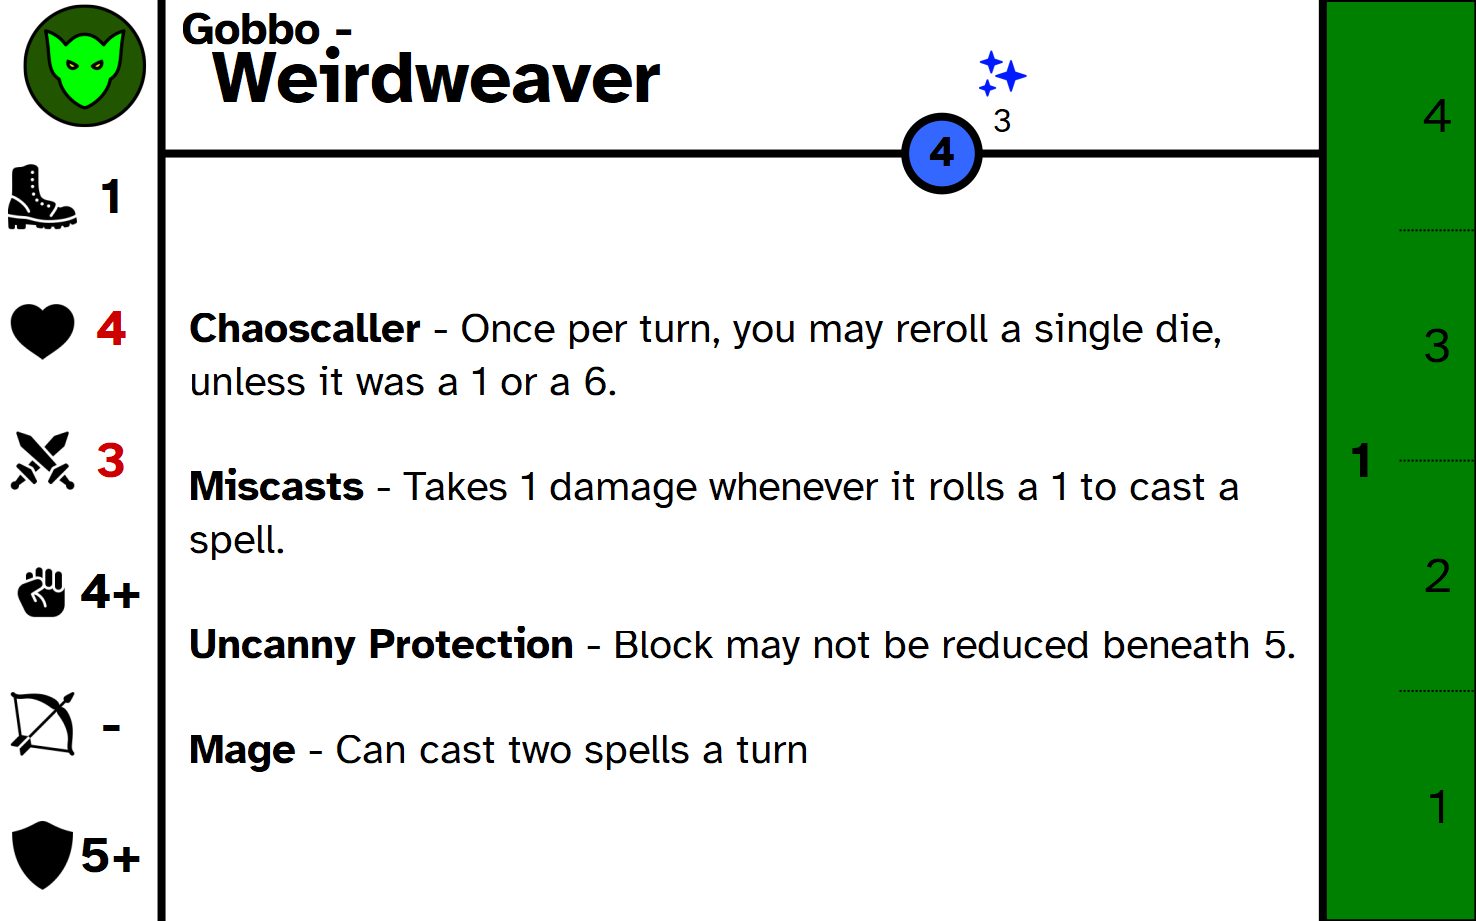 Gobbo -
Weirdweaver
3
4
1
4
3
4+
-
5+
Chaoscaller - Once per turn, you may reroll a single die,
unless it was a 1 or a 6.
Miscasts - Takes 1 damage whenever it rolls a 1 to cast a
spell.
Uncanny Protection - Block may not be reduced beneath 5.
Mage - Can cast two spells a turn
4
3
1
2
1